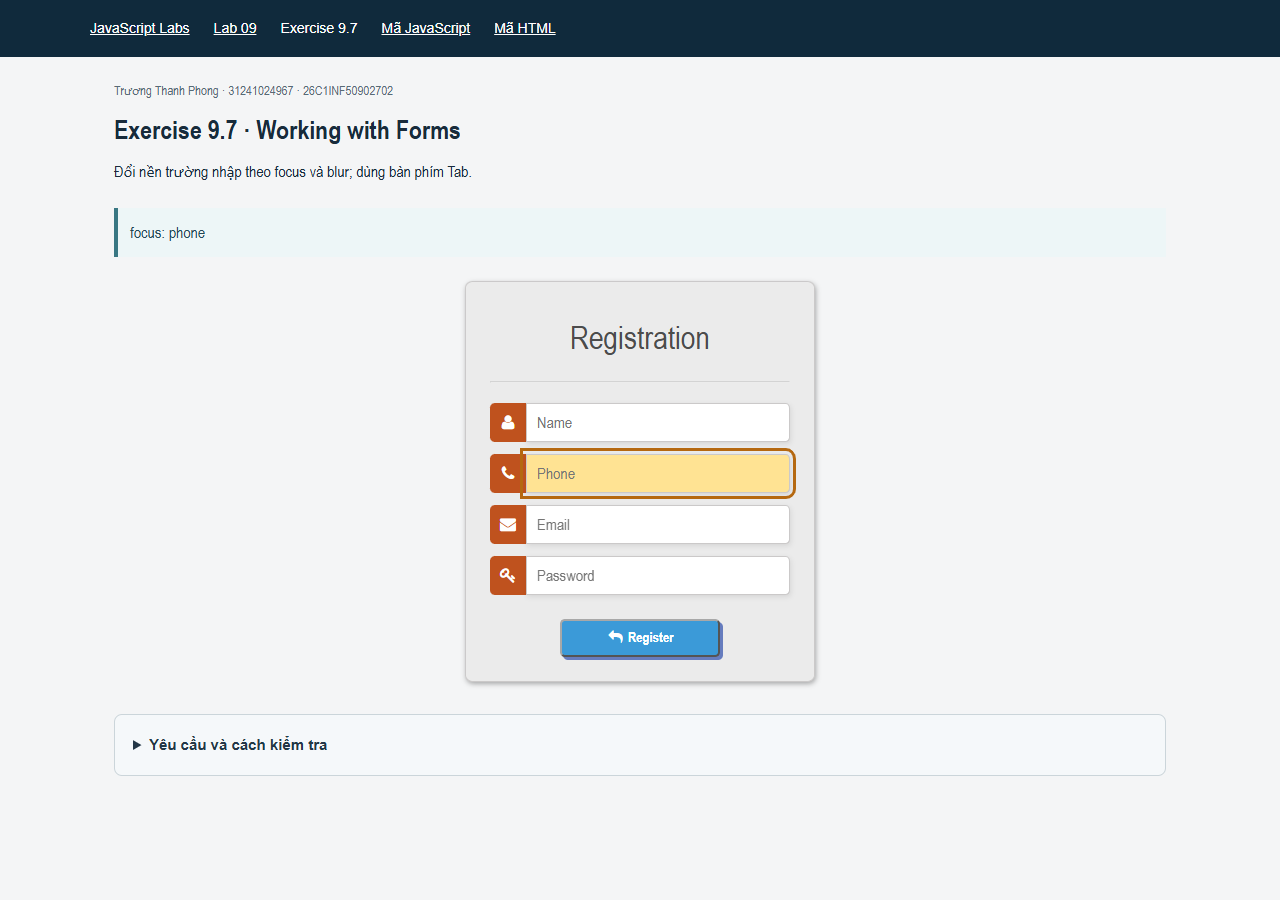 JavaScript Labs Lab 09 Exercise 9.7 Mã JavaScript Mã HTML
Trương Thanh Phong · 31241024967 · 26C1INF50902702
Exercise 9.7 · Working with Forms
Đổi nền trường nhập theo focus và blur; dùng bàn phím Tab.
focus: phone
Registration
Name
Phone
Email
Password
Register
Yêu cầu và cách kiểm tra